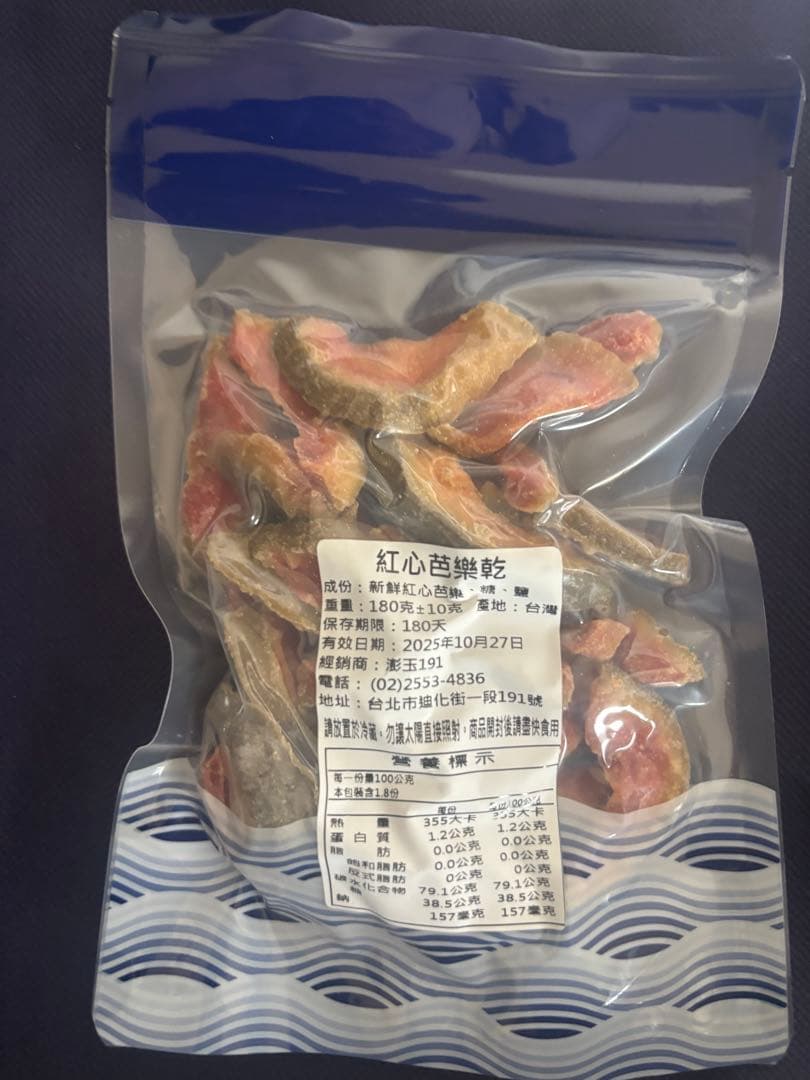 紅心芭樂乾
成份：新鮮紅心芭樂、糖、鹽
重量：180克±10克 產地：台灣
保存期限：180天
有效日期：2025年10月27日
經銷商：澎玉191
電話：(02)2553-4836
地址：台北市迪化街一段191號
請放置於冷藏，勿讓太陽直接照射，商品開封後請盡快食用
營養標示
每一份量100公克
本包裝含1.8份
每份 每份100公克
熱量 355大卡 355大卡
蛋白質 1.2公克 1.2公克
脂肪 0.0公克 0.0公克
飽和脂肪 0.0公克 0.0公克
反式脂肪 0公克 0公克
碳水化合物 79.1公克 79.1公克
糖 38.5公克 38.5公克
鈉 157毫克 157毫克